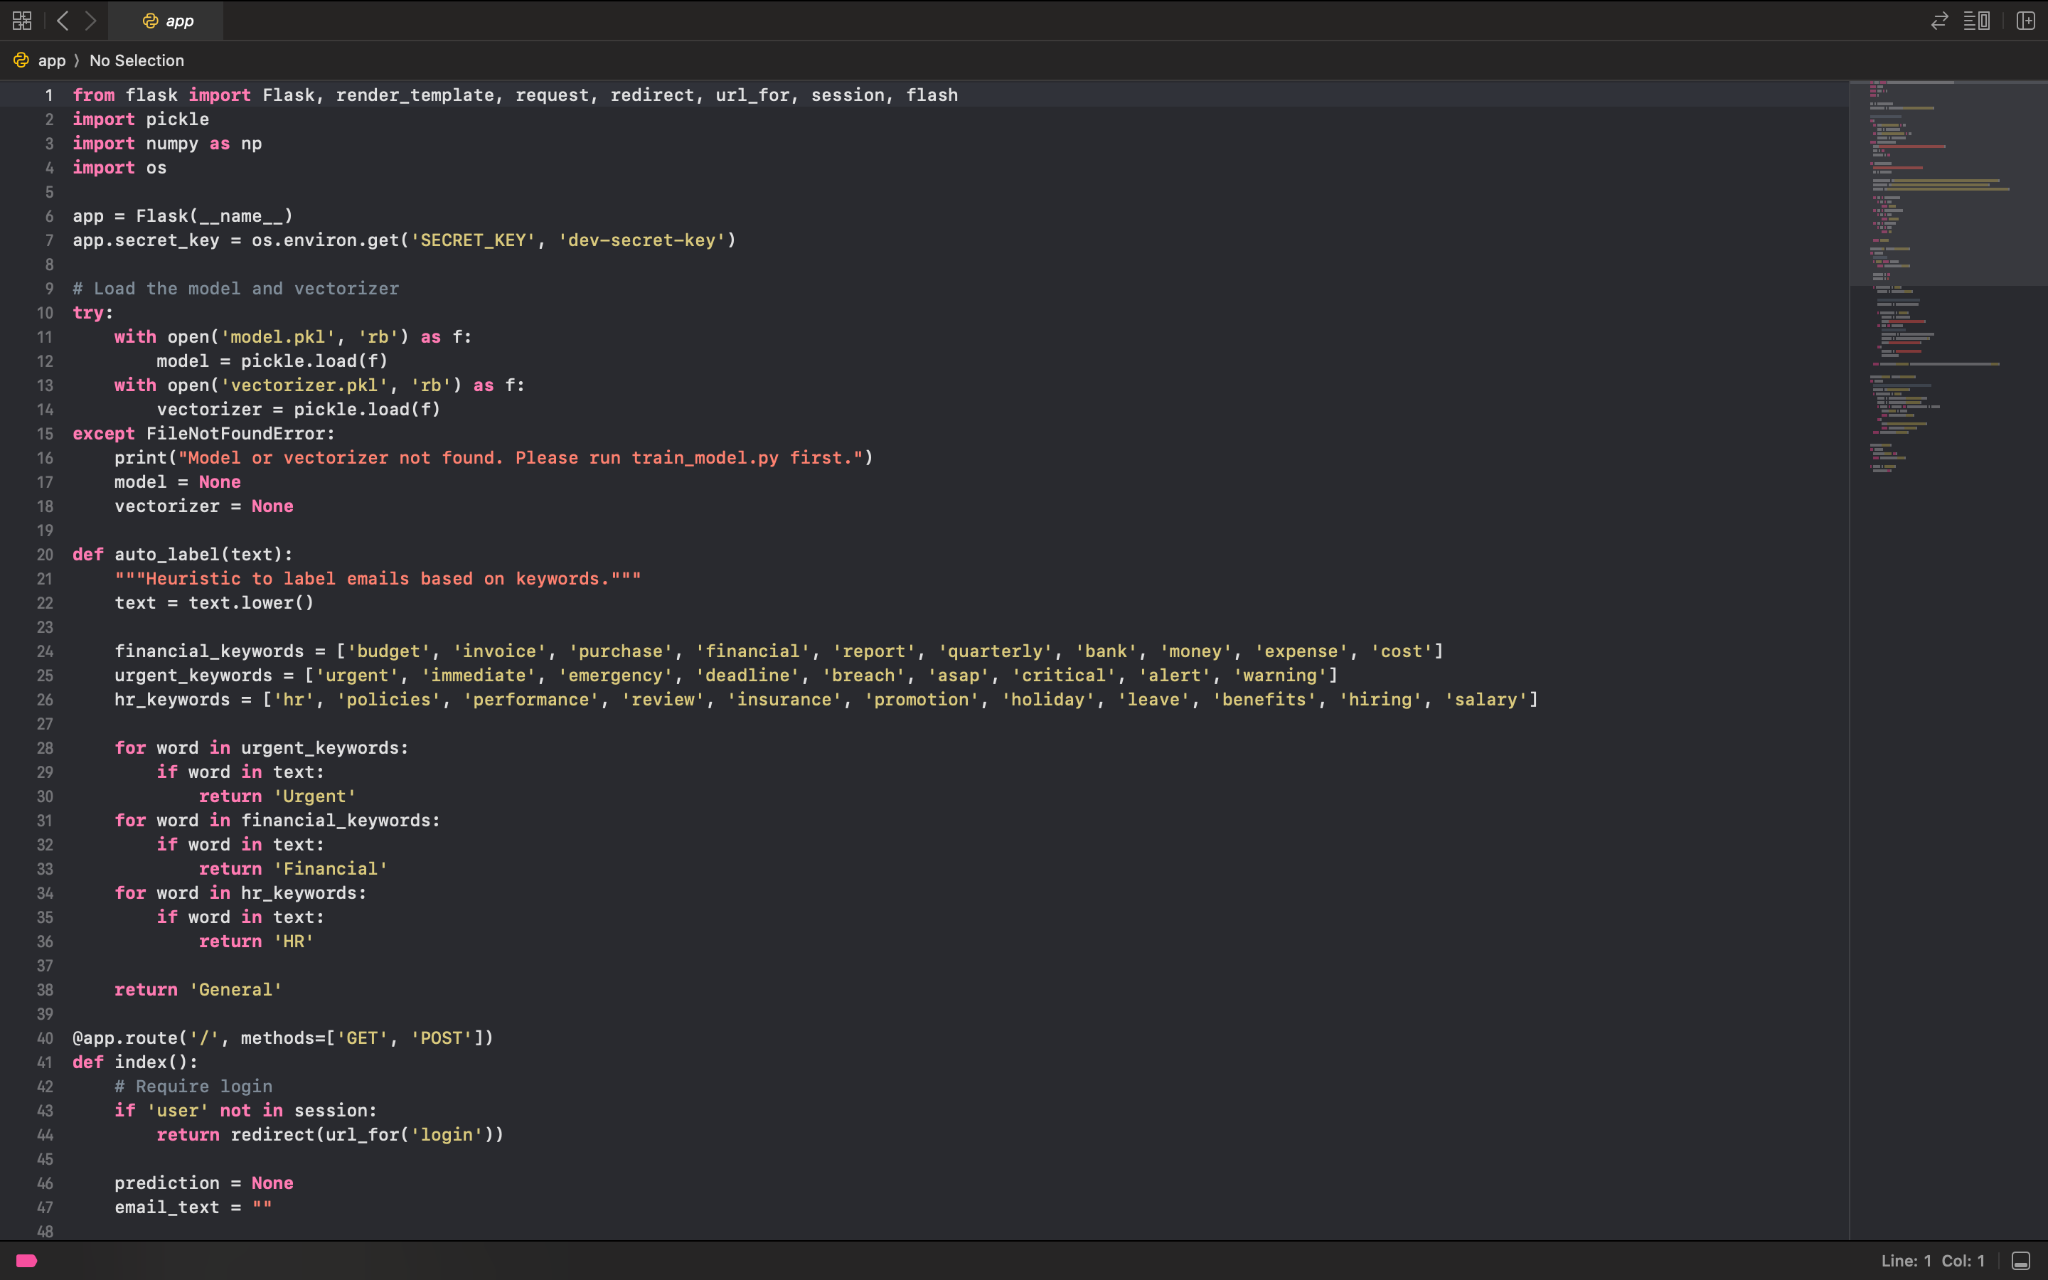 app
app 〉 No Selection
1 from flask import Flask, render_template, request, redirect, url_for, session, flash
2 import pickle
3 import numpy as np
4 import os
5
6 app = Flask(__name__)
7 app.secret_key = os.environ.get('SECRET_KEY', 'dev-secret-key')
8
9 # Load the model and vectorizer
10 try:
11     with open('model.pkl', 'rb') as f:
12         model = pickle.load(f)
13     with open('vectorizer.pkl', 'rb') as f:
14         vectorizer = pickle.load(f)
15 except FileNotFoundError:
16     print("Model or vectorizer not found. Please run train_model.py first.")
17     model = None
18     vectorizer = None
19
20 def auto_label(text):
21     """Heuristic to label emails based on keywords."""
22     text = text.lower()
23
24     financial_keywords = ['budget', 'invoice', 'purchase', 'financial', 'report', 'quarterly', 'bank', 'money', 'expense', 'cost']
25     urgent_keywords = ['urgent', 'immediate', 'emergency', 'deadline', 'breach', 'asap', 'critical', 'alert', 'warning']
26     hr_keywords = ['hr', 'policies', 'performance', 'review', 'insurance', 'promotion', 'holiday', 'leave', 'benefits', 'hiring', 'salary']
27
28     for word in urgent_keywords:
29         if word in text:
30             return 'Urgent'
31     for word in financial_keywords:
32         if word in text:
33             return 'Financial'
34     for word in hr_keywords:
35         if word in text:
36             return 'HR'
37
38     return 'General'
39
40 @app.route('/', methods=['GET', 'POST'])
41 def index():
42     # Require login
43     if 'user' not in session:
44         return redirect(url_for('login'))
45
46     prediction = None
47     email_text = ""
48
Line: 1 Col: 1